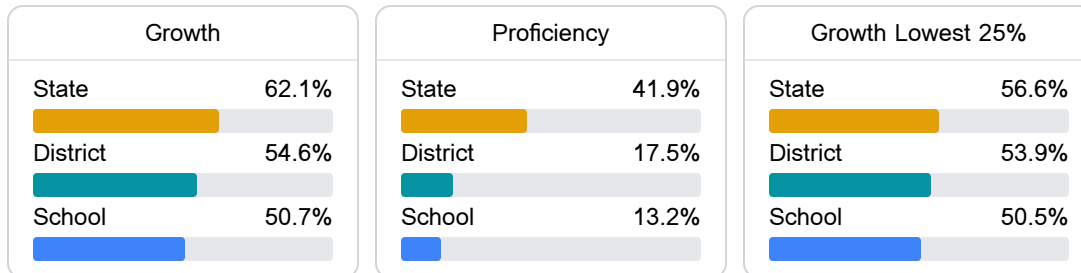 Growth
State 62.1%
District 54.6%
School 50.7%
Proficiency
State 41.9%
District 17.5%
School 13.2%
Growth Lowest 25%
State 56.6%
District 53.9%
School 50.5%